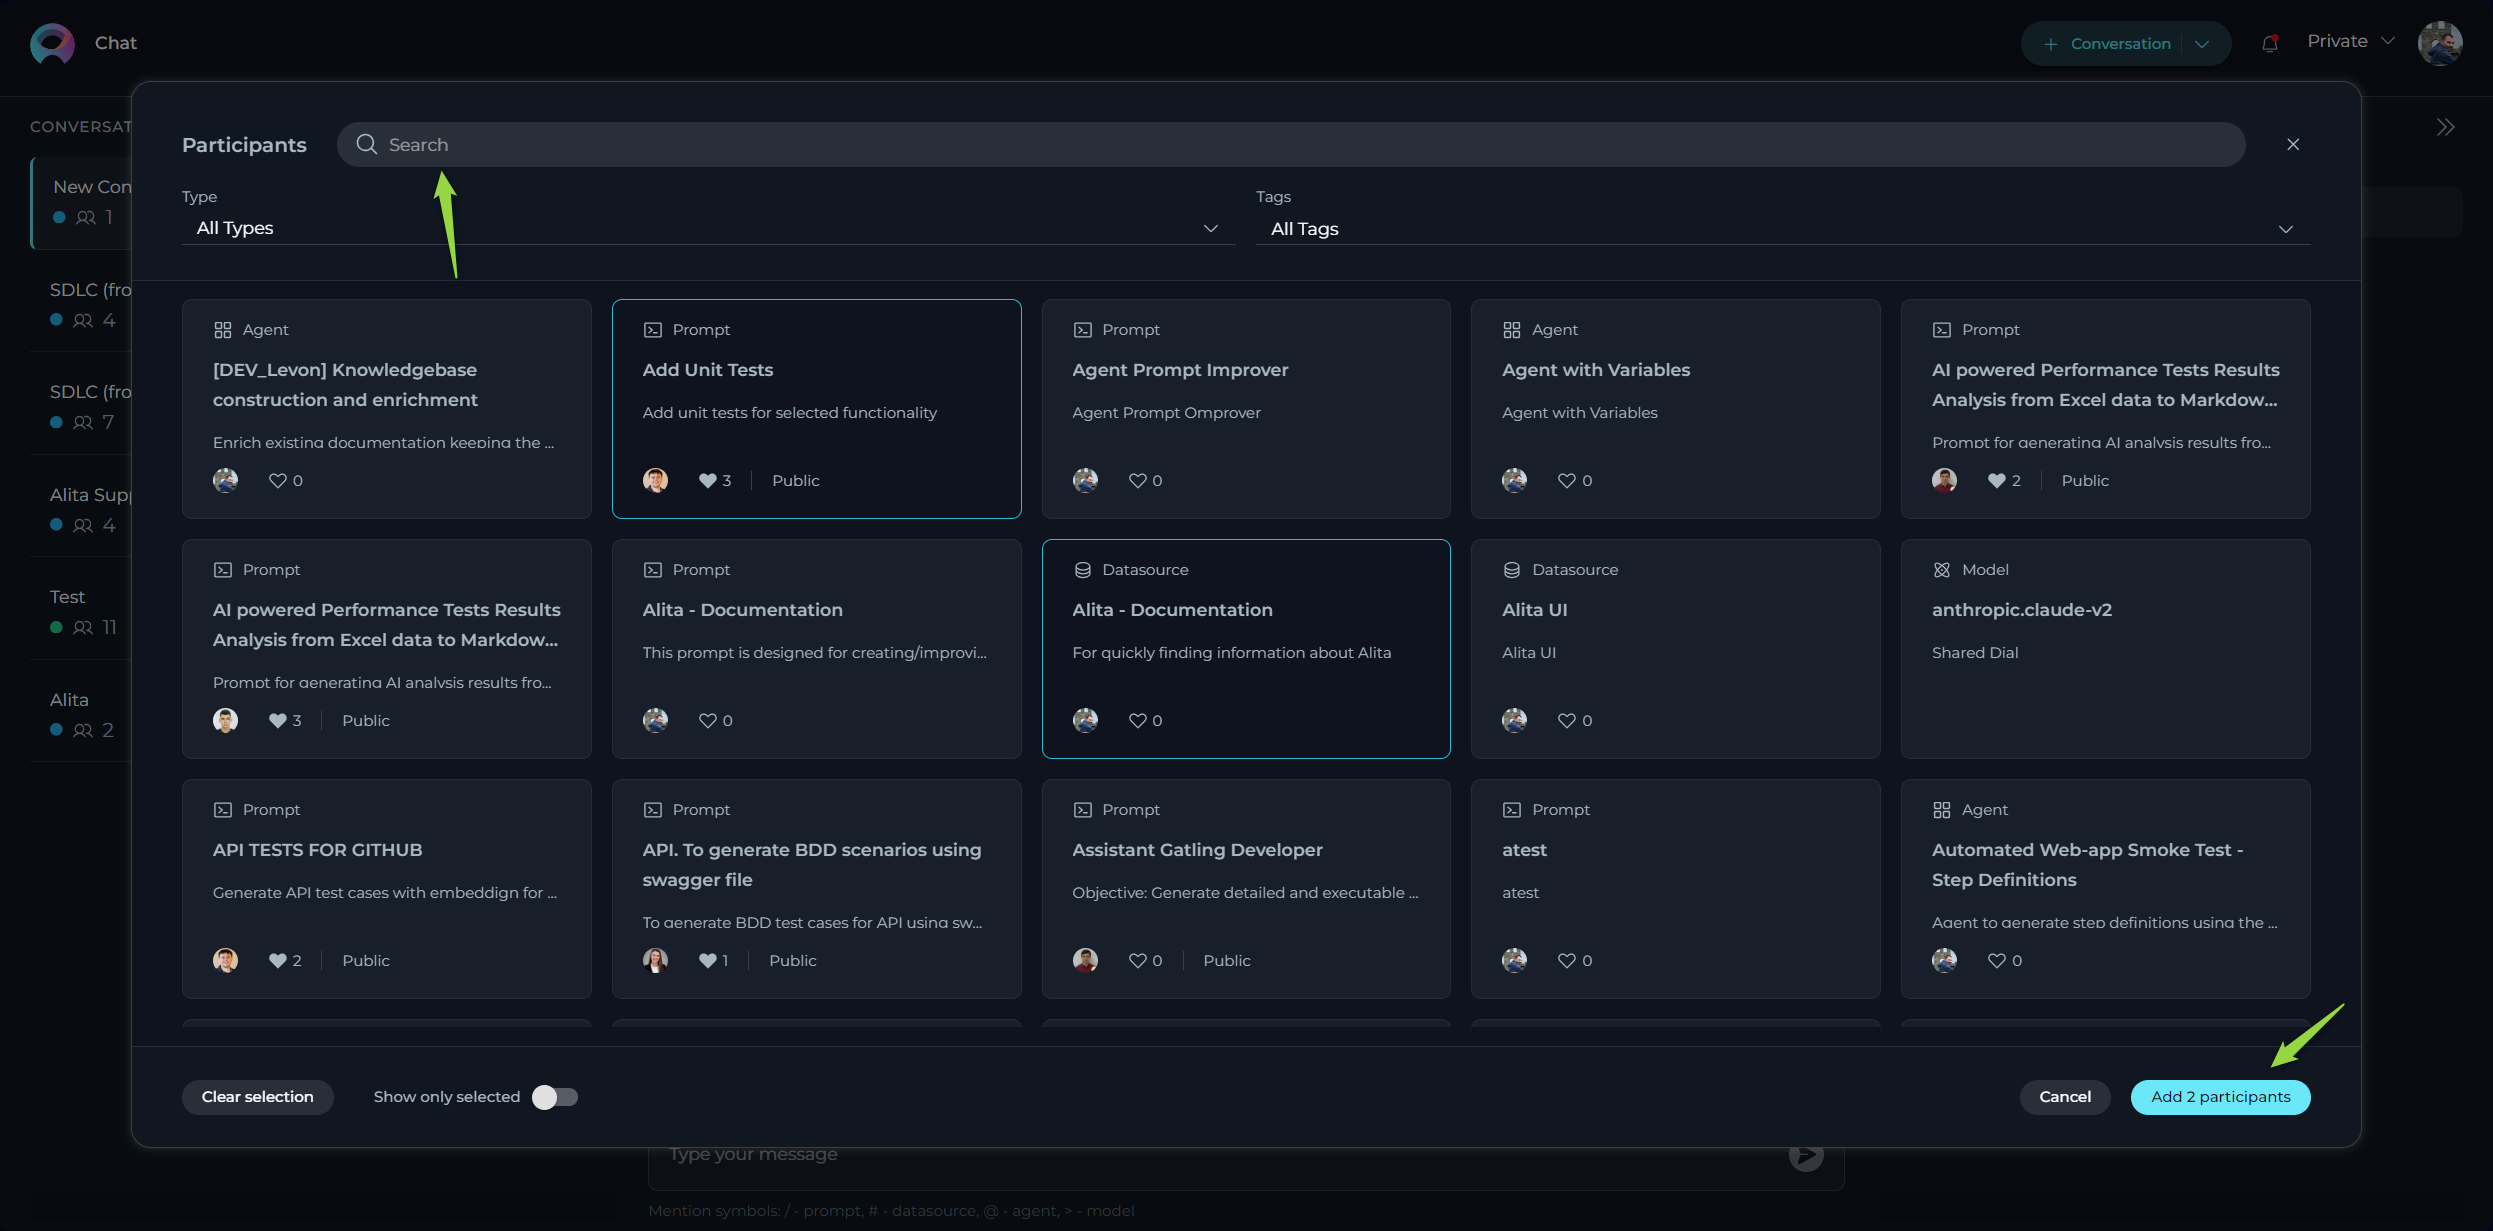 Chat
+ Conversation
Private
CONVERSAT
New Con
1
SDLC (fro
4
SDLC (fro
7
Alita Supp
4
Test
11
Alita
2
Participants
Search
Type
All Types
Tags
All Tags
Agent
[DEV_Levon] Knowledgebase
construction and enrichment
Enrich existing documentation keeping the ...
0
Prompt
Add Unit Tests
Add unit tests for selected functionality
3
Public
Prompt
Agent Prompt Improver
Agent Prompt Omprover
0
Agent
Agent with Variables
Agent with Variables
0
Prompt
AI powered Performance Tests Results
Analysis from Excel data to Markdow...
Prompt for generating AI analysis results fro...
2
Public
Prompt
AI powered Performance Tests Results
Analysis from Excel data to Markdow...
Prompt for generating AI analysis results fro...
3
Public
Prompt
Alita - Documentation
This prompt is designed for creating/improvi...
0
Datasource
Alita - Documentation
For quickly finding information about Alita
0
Datasource
Alita UI
Alita UI
0
Model
anthropic.claude-v2
Shared Dial
Prompt
API TESTS FOR GITHUB
Generate API test cases with embeddign for ...
2
Public
Prompt
API. To generate BDD scenarios using
swagger file
To generate BDD test cases for API using sw...
1
Public
Prompt
Assistant Gatling Developer
Objective: Generate detailed and executable ...
0
Public
Prompt
atest
atest
0
Agent
Automated Web-app Smoke Test -
Step Definitions
Agent to generate step definitions using the ...
0
Clear selection
Show only selected
Cancel
Add 2 participants
Type your message
Mention symbols: / - prompt, # - datasource, @ - agent, > - model